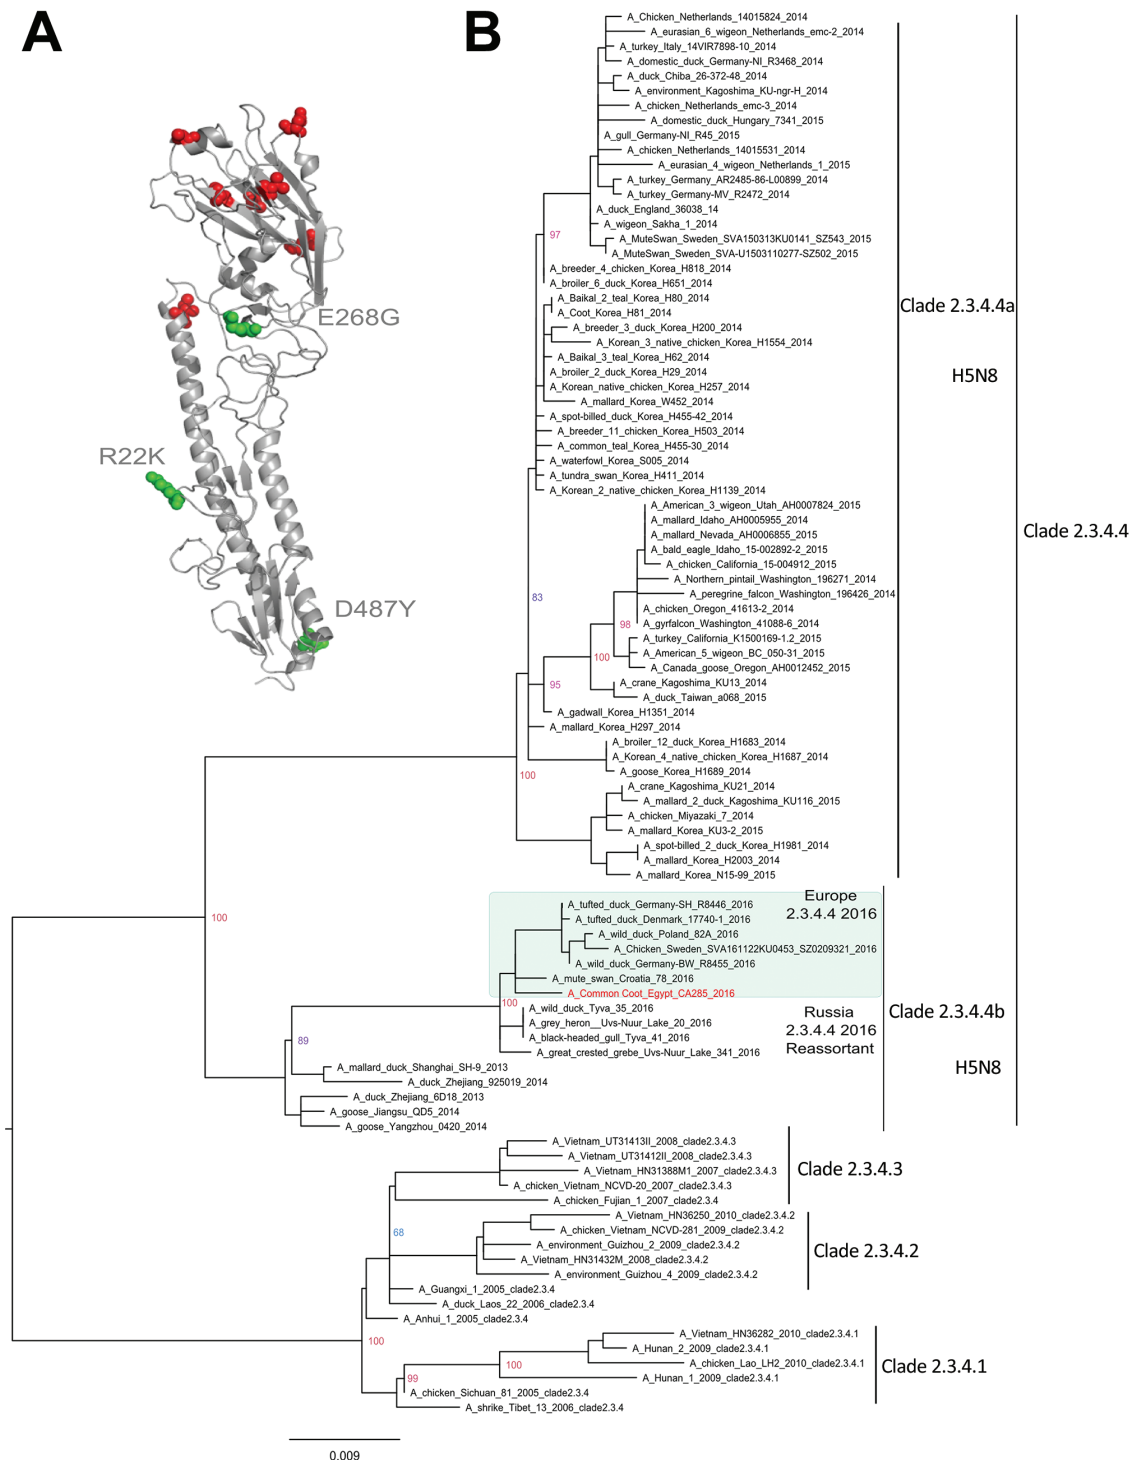 A
B
E268G
R22K
D487Y
A_Chicken_Netherlands_14015824_2014
A_eurasian_6_wigeon_Netherlands_emc-2_2014
A_turkey_Italy_14VIR7898-10_2014
A_domestic_duck_Germany-NI_R3468_2014
A_duck_Chiba_26-372-48_2014
A_environment_Kagoshima_KU-ngr-H_2014
A_chicken_Netherlands_emc-3_2014
A_domestic_duck_Hungary_7341_2015
A_gull_Germany-NI_R45_2015
A_chicken_Netherlands_14015531_2014
A_eurasian_4_wigeon_Netherlands_1_2015
A_turkey_Germany_AR2485-86-L00899_2014
A_turkey_Germany-MV_R2472_2014
A_duck_England_36038_14
A_wigeon_Sakha_1_2014
97
A_MuteSwan_Sweden_SVA150313KU0141_SZ543_2015
A_MuteSwan_Sweden_SVA-U1503110277-SZ502_2015
A_breeder_4_chicken_Korea_H818_2014
A_broiler_6_duck_Korea_H651_2014
A_Baikal_2_teal_Korea_H80_2014
A_Coot_Korea_H81_2014
Clade 2.3.4.4a
A_breeder_3_duck_Korea_H200_2014
A_Korean_3_native_chicken_Korea_H1554_2014
A_Baikal_3_teal_Korea_H62_2014
A_broiler_2_duck_Korea_H29_2014
H5N8
A_Korean_native_chicken_Korea_H257_2014
A_mallard_Korea_W452_2014
A_spot-billed_duck_Korea_H455-42_2014
A_breeder_11_chicken_Korea_H503_2014
A_common_teal_Korea_H455-30_2014
A_waterfowl_Korea_S005_2014
A_tundra_swan_Korea_H411_2014
A_Korean_2_native_chicken_Korea_H1139_2014
A_American_3_wigeon_Utah_AH0007824_2015
A_mallard_Idaho_AH0005955_2014
A_mallard_Nevada_AH0006855_2015
Clade 2.3.4.4
A_bald_eagle_Idaho_15-002892-2_2015
A_chicken_California_15-004912_2015
A_Northern_pintail_Washington_196271_2014
A_peregrine_falcon_Washington_196426_2014
83
A_chicken_Oregon_41613-2_2014
A_gyrfalcon_Washington_41088-6_2014
98
A_turkey_California_K1500169-1.2_2015
A_American_5_wigeon_BC_050-31_2015
100
A_Canada_goose_Oregon_AH0012452_2015
A_crane_Kagoshima_KU13_2014
95
A_duck_Taiwan_a068_2015
A_gadwall_Korea_H1351_2014
A_mallard_Korea_H297_2014
A_broiler_12_duck_Korea_H1683_2014
A_Korean_4_native_chicken_Korea_H1687_2014
A_goose_Korea_H1689_2014
100
A_crane_Kagoshima_KU21_2014
A_mallard_2_duck_Kagoshima_KU116_2015
A_chicken_Miyazaki_7_2014
A_mallard_Korea_KU3-2_2015
A_spot-billed_2_duck_Korea_H1981_2014
A_mallard_Korea_H2003_2014
A_mallard_Korea_N15-99_2015
Europe
2.3.4.4 2016
A_tufted_duck_Germany-SH_R8446_2016
A_tufted_duck_Denmark_17740-1_2016
100
A_wild_duck_Poland_82A_2016
A_Chicken_Sweden_SVA161122KU0453_SZ0209321_2016
A_wild_duck_Germany-BW_R8455_2016
A_mute_swan_Croatia_78_2016
A_Common Coot_Egypt_CA285_2016
100
A_wild_duck_Tyva_35_2016
Russia
2.3.4.4 2016
Reassortant
Clade 2.3.4.4b
A_grey_heron__Uvs-Nuur_Lake_20_2016
A_black-headed_gull_Tyva_41_2016
89
A_great_crested_grebe_Uvs-Nuur_Lake_341_2016
H5N8
A_mallard_duck_Shanghai_SH-9_2013
A_duck_Zhejiang_925019_2014
A_duck_Zhejiang_6D18_2013
A_goose_Jiangsu_QD5_2014
A_goose_Yangzhou_0420_2014
A_Vietnam_UT31413II_2008_clade2.3.4.3
A_Vietnam_UT31412II_2008_clade2.3.4.3
A_Vietnam_HN31388M1_2007_clade2.3.4.3
Clade 2.3.4.3
A_chicken_Vietnam_NCVD-20_2007_clade2.3.4.3
A_chicken_Fujian_1_2007_clade2.3.4
A_Vietnam_HN36250_2010_clade2.3.4.2
68
A_chicken_Vietnam_NCVD-281_2009_clade2.3.4.2
A_environment_Guizhou_2_2009_clade2.3.4.2
Clade 2.3.4.2
A_Vietnam_HN31432M_2008_clade2.3.4.2
A_environment_Guizhou_4_2009_clade2.3.4.2
A_Guangxi_1_2005_clade2.3.4
A_duck_Laos_22_2006_clade2.3.4
A_Anhui_1_2005_clade2.3.4
100
A_Vietnam_HN36282_2010_clade2.3.4.1
A_Hunan_2_2009_clade2.3.4.1
100
A_chicken_Lao_LH2_2010_clade2.3.4.1
Clade 2.3.4.1
99
A_Hunan_1_2009_clade2.3.4.1
A_chicken_Sichuan_81_2005_clade2.3.4
A_shrike_Tibet_13_2006_clade2.3.4
0.009